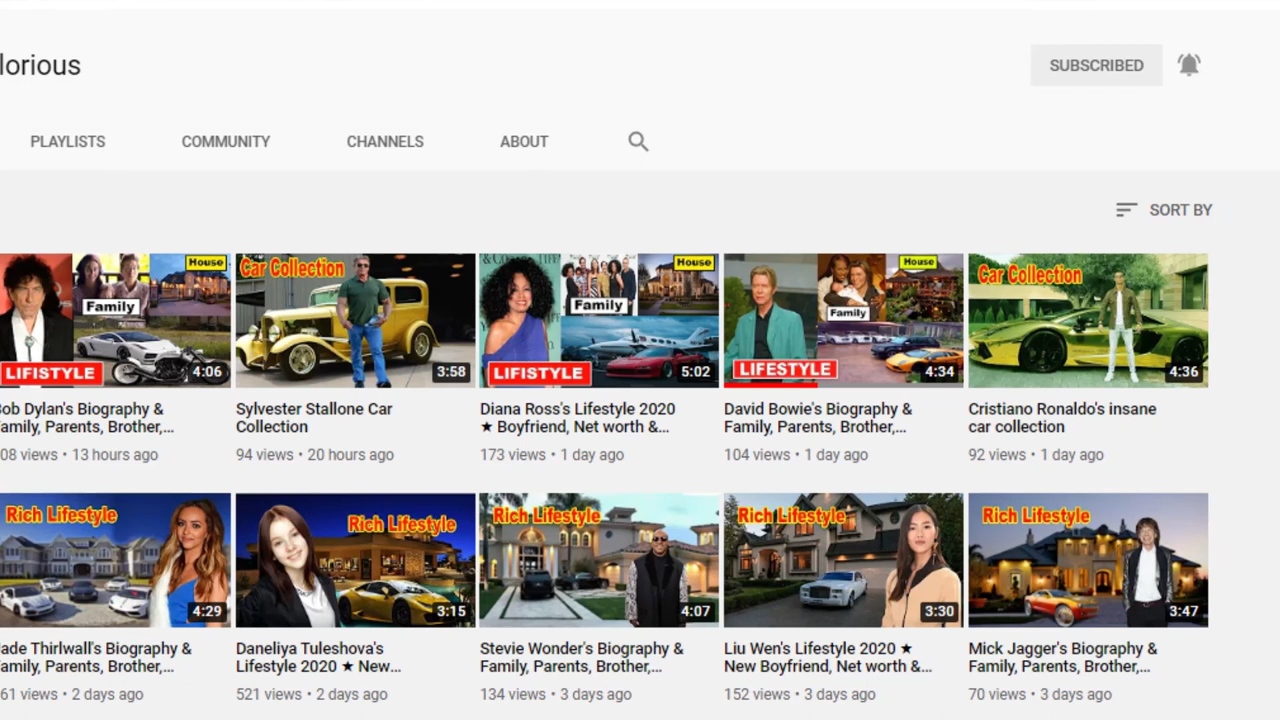 lorious
SUBSCRIBED
PLAYLISTS COMMUNITY CHANNELS ABOUT
SORT BY
House
Family
LIFISTYLE
4:06
Car Collection
3:58
House
Family
LIFISTYLE
5:02
House
Family
LIFESTYLE
4:34
Car Collection
4:36
ob Dylan's Biography &
amily, Parents, Brother,...
08 views • 13 hours ago
Sylvester Stallone Car
Collection
94 views • 20 hours ago
Diana Ross's Lifestyle 2020
★ Boyfriend, Net worth &...
173 views • 1 day ago
David Bowie's Biography &
Family, Parents, Brother,...
104 views • 1 day ago
Cristiano Ronaldo's insane
car collection
92 views • 1 day ago
Rich Lifestyle
4:29
Rich Lifestyle
3:15
Rich Lifestyle
4:07
Rich Lifestyle
3:30
Rich Lifestyle
3:47
ade Thirlwall's Biography &
amily, Parents, Brother,...
61 views • 2 days ago
Daneliya Tuleshova's
Lifestyle 2020 ★ New...
521 views • 2 days ago
Stevie Wonder's Biography &
Family, Parents, Brother,...
134 views • 3 days ago
Liu Wen's Lifestyle 2020 ★
New Boyfriend, Net worth &...
152 views • 3 days ago
Mick Jagger's Biography &
Family, Parents, Brother,...
70 views • 3 days ago